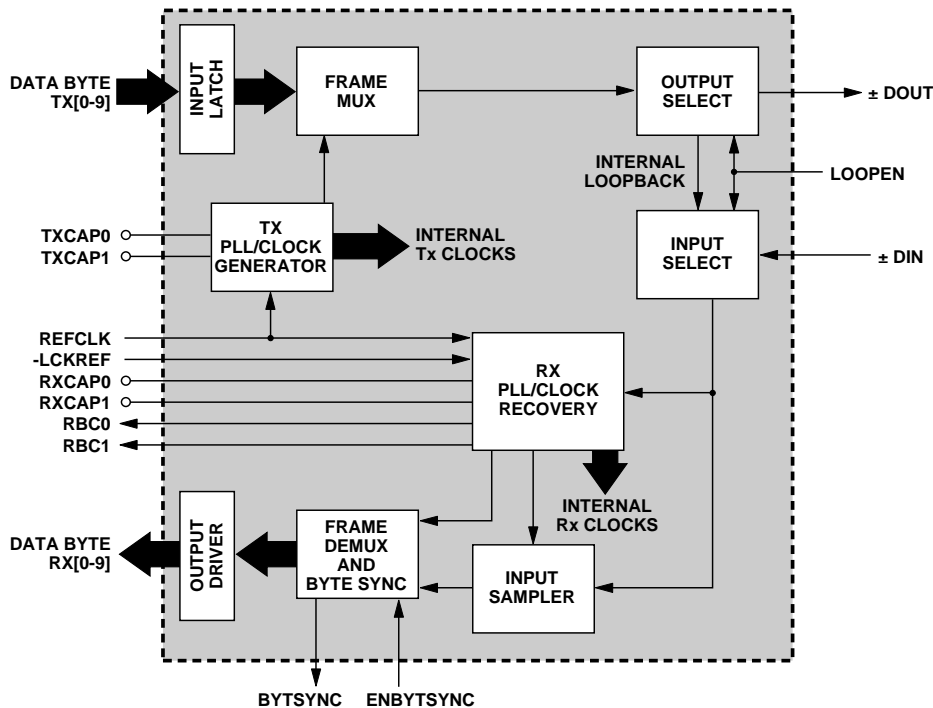 DATA BYTE
TX[0-9]
INPUT
LATCH
FRAME
MUX
OUTPUT
SELECT
± DOUT
INTERNAL
LOOPBACK
LOOPEN
TXCAP0
TXCAP1
TX
PLL/CLOCK
GENERATOR
INTERNAL
Tx CLOCKS
INPUT
SELECT
± DIN
REFCLK
-LCKREF
RXCAP0
RXCAP1
RBC0
RBC1
RX
PLL/CLOCK
RECOVERY
INTERNAL
Rx CLOCKS
DATA BYTE
RX[0-9]
OUTPUT
DRIVER
FRAME
DEMUX
AND
BYTE SYNC
INPUT
SAMPLER
BYTSYNC
ENBYTSYNC